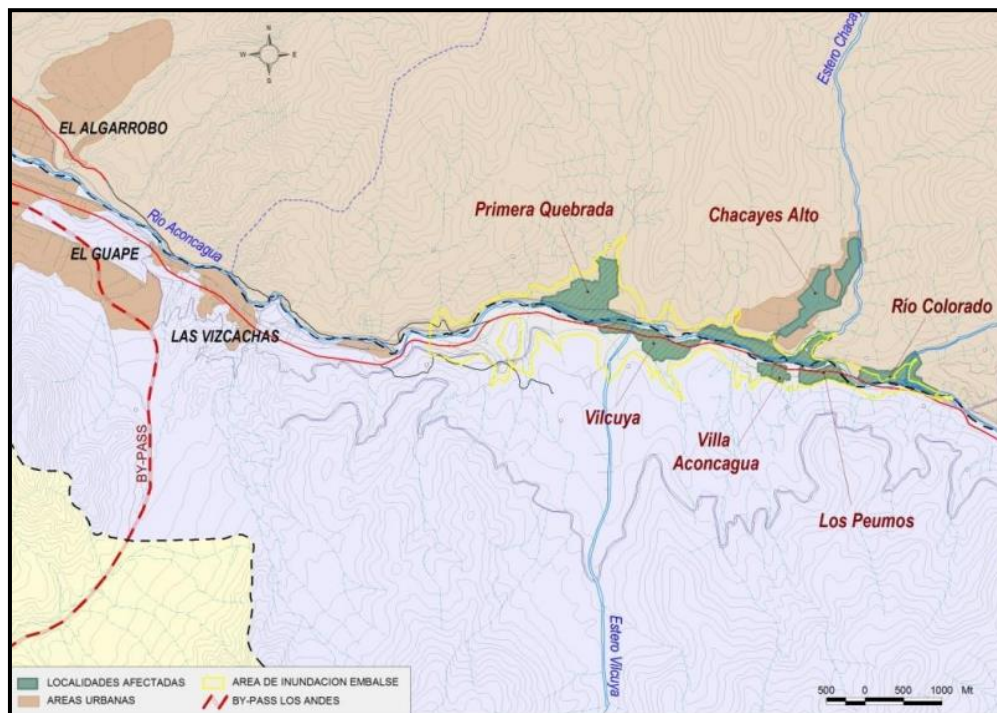 N
W E
S
Estero Chacay
EL ALGARROBO
Río Aconcagua
Primera Quebrada
Chacayes Alto
EL GUAPE
Río Colorado
LAS VIZCACHAS
BY-PASS
Vilcuya
Villa
Aconcagua
Los Peumos
Estero Vilcuya
LOCALIDADES AFECTADAS
AREA DE INUNDACION EMBALSE
AREAS URBANAS
BY-PASS LOS ANDES
500 0 500 1000 Mt